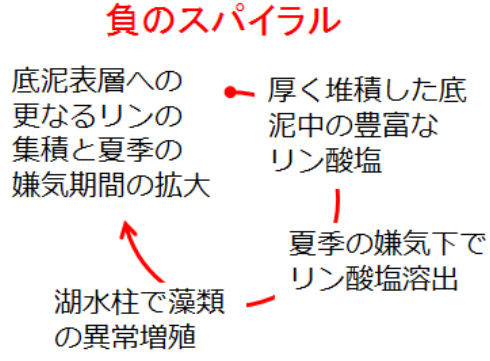 負のスパイラル
底泥表層への
更なるリンの
集積と夏季の
嫌気期間の拡大
厚く堆積した底
泥中の豊富な
リン酸塩
夏季の嫌気下で
リン酸塩溶出
湖水柱で藻類
の異常増殖